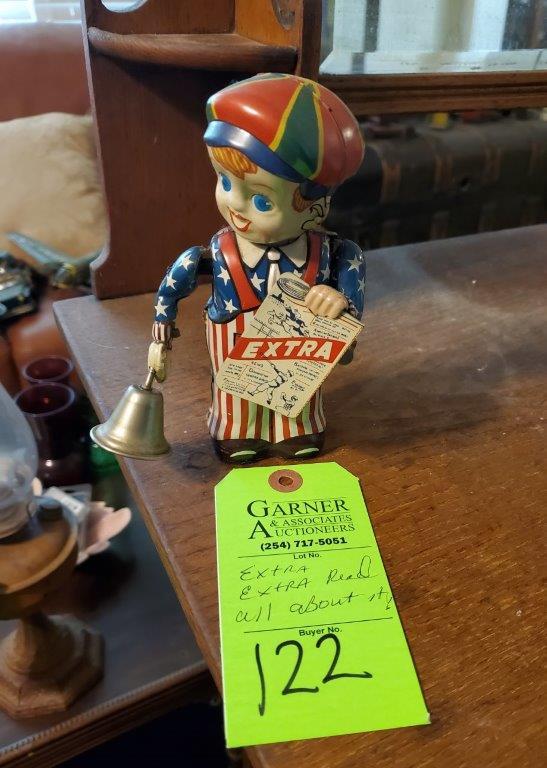 EXTRA
GARNER
& ASSOCIATES
AUCTIONEERS
(254) 717-5051
Lot No.
EXTRA
EXTRA Read
all about it
Buyer No.
122